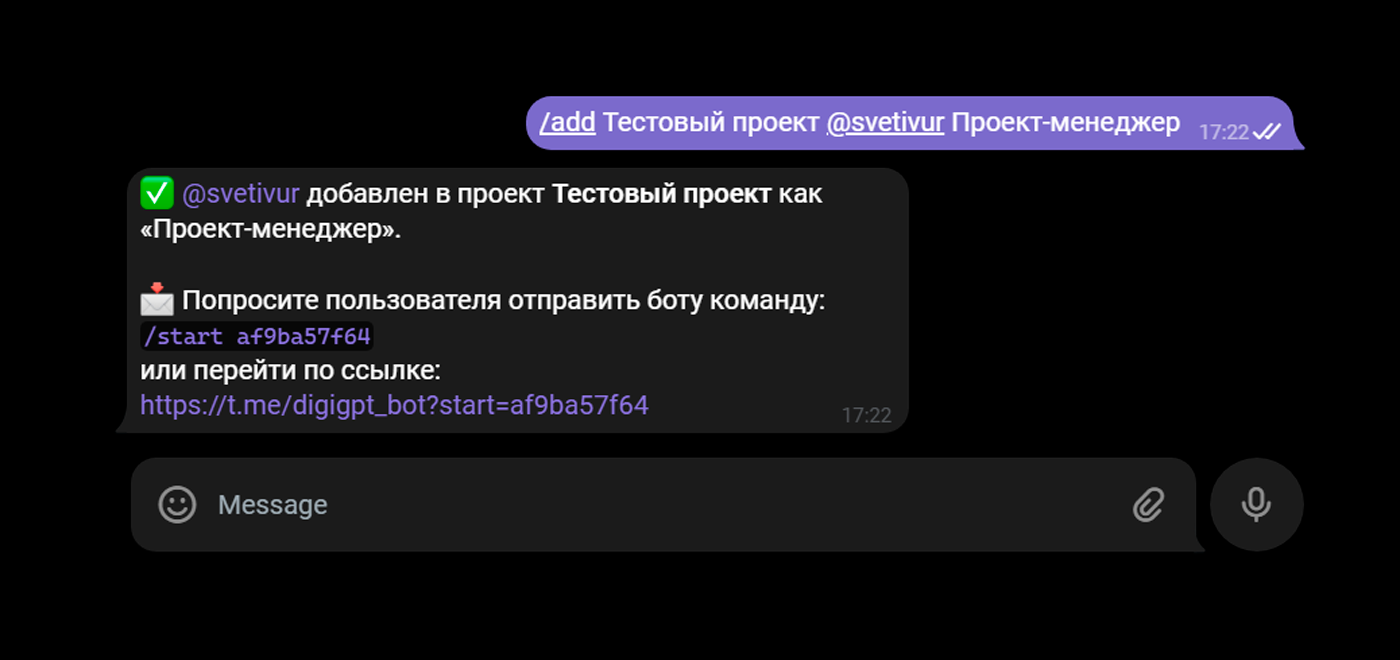 /add Тестовый проект @svetivur Проект-менеджер 17:22
✅ @svetivur добавлен в проект Тестовый проект как
«Проект-менеджер».
📩 Попросите пользователя отправить боту команду:
/start af9ba57f64
или перейти по ссылке:
https://t.me/digigpt_bot?start=af9ba57f64 17:22
Message